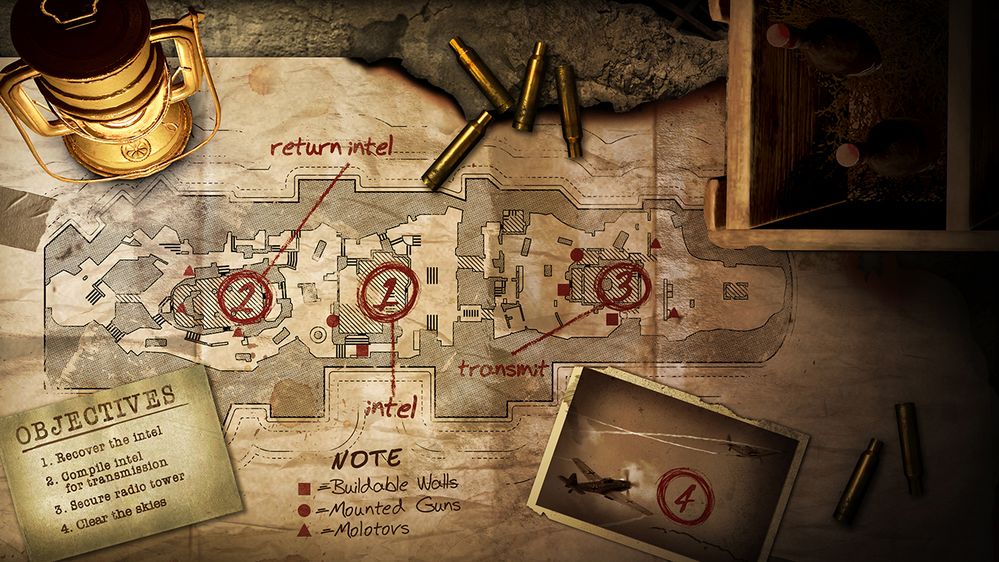 return intel
2
1
3
transmit
intel
OBJECTIVES
1. Recover the intel
2. Compile intel
for transmission
3. Secure radio tower
4. Clear the skies
NOTE
=Buildable Walls
=Mounted Guns
=Molotovs
4